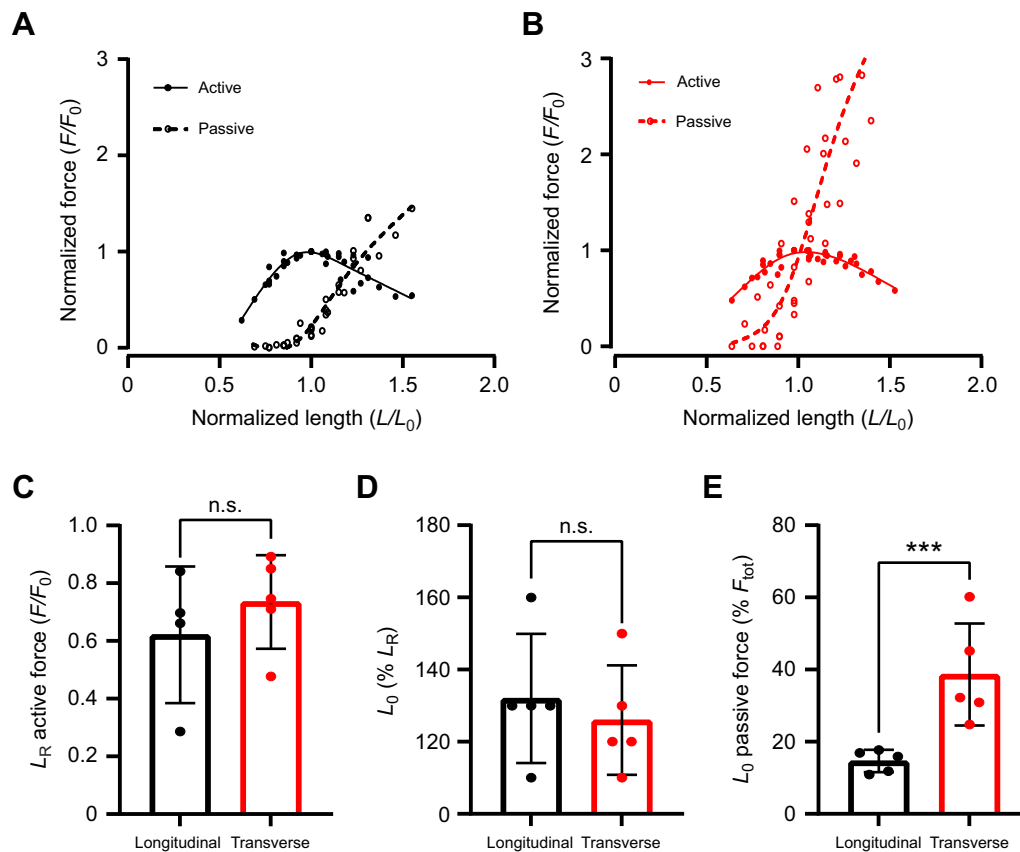 A
B
3
2
1
0
Normalized force (F/F0)
Active
Passive
0
0.5
1.0
1.5
2.0
Normalized length (L/L0)
3
2
1
0
Normalized force (F/F0)
Active
Passive
0
0.5
1.0
1.5
2.0
Normalized length (L/L0)
C
D
E
n.s.
1.0
0.8
0.6
0.4
0.2
0
LR active force (F/F0)
Longitudinal
Transverse
n.s.
180
160
140
120
0
L0 (% LR)
Longitudinal
Transverse
***
80
60
40
20
0
L0 passive force (% Ftot)
Longitudinal
Transverse